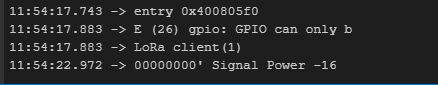 11:54:17.743 -> entry 0x400805f0
11:54:17.883 -> E (26) gpio: GPIO can only b
11:54:17.883 -> LoRa client(1)
11:54:22.972 -> 00000000' Signal Power -16